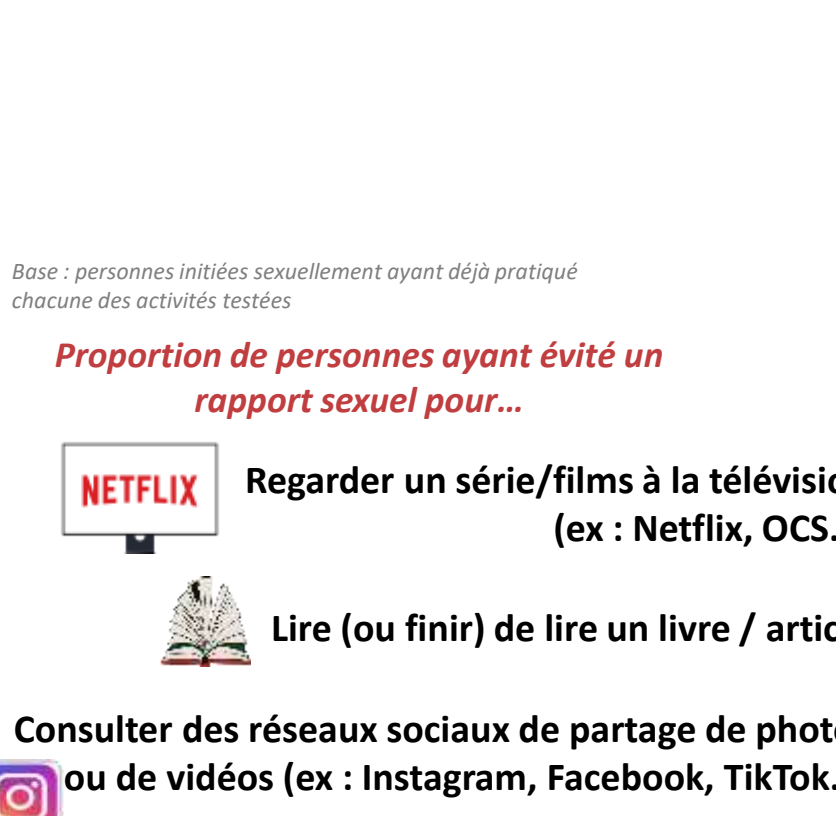 Base : personnes initiées sexuellement ayant déjà pratiqué
chacune des activités testées
Proportion de personnes ayant évité un
rapport sexuel pour…
NETFLIX
Regarder un série/films à la télévisio
(ex : Netflix, OCS.
Lire (ou finir) de lire un livre / artic
Consulter des réseaux sociaux de partage de photo
ou de vidéos (ex : Instagram, Facebook, TikTok.